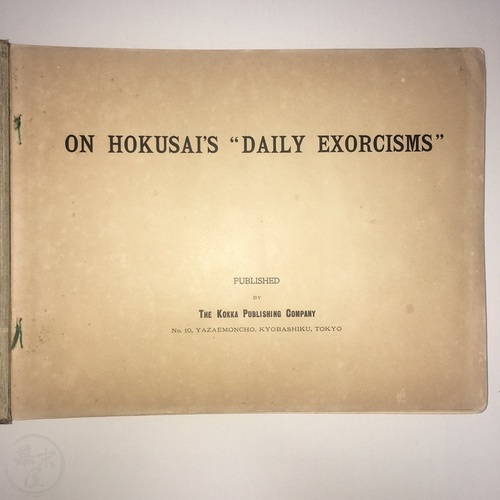 ON HOKUSAI'S “DAILY EXORCISMS”
PUBLISHED
BY
THE KOKKA PUBLISHING COMPANY
No. 10, YAZAEMONCHO, KYOBASHIKU, TOKYO